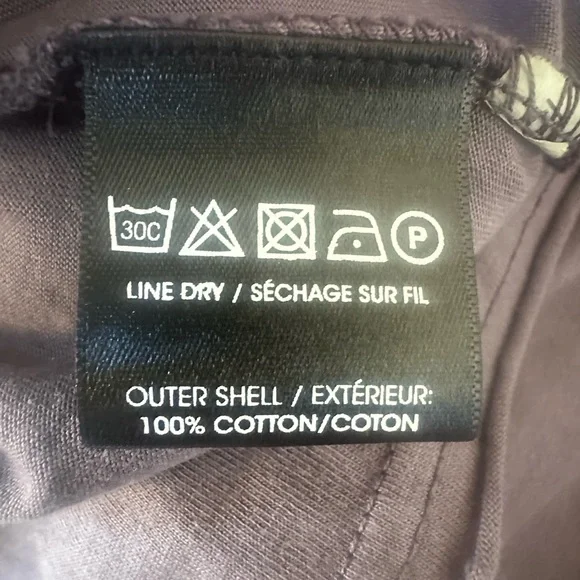 30C P
LINE DRY / SÉCHAGE SUR FIL
OUTER SHELL / EXTÉRIEUR:
100% COTTON/COTON